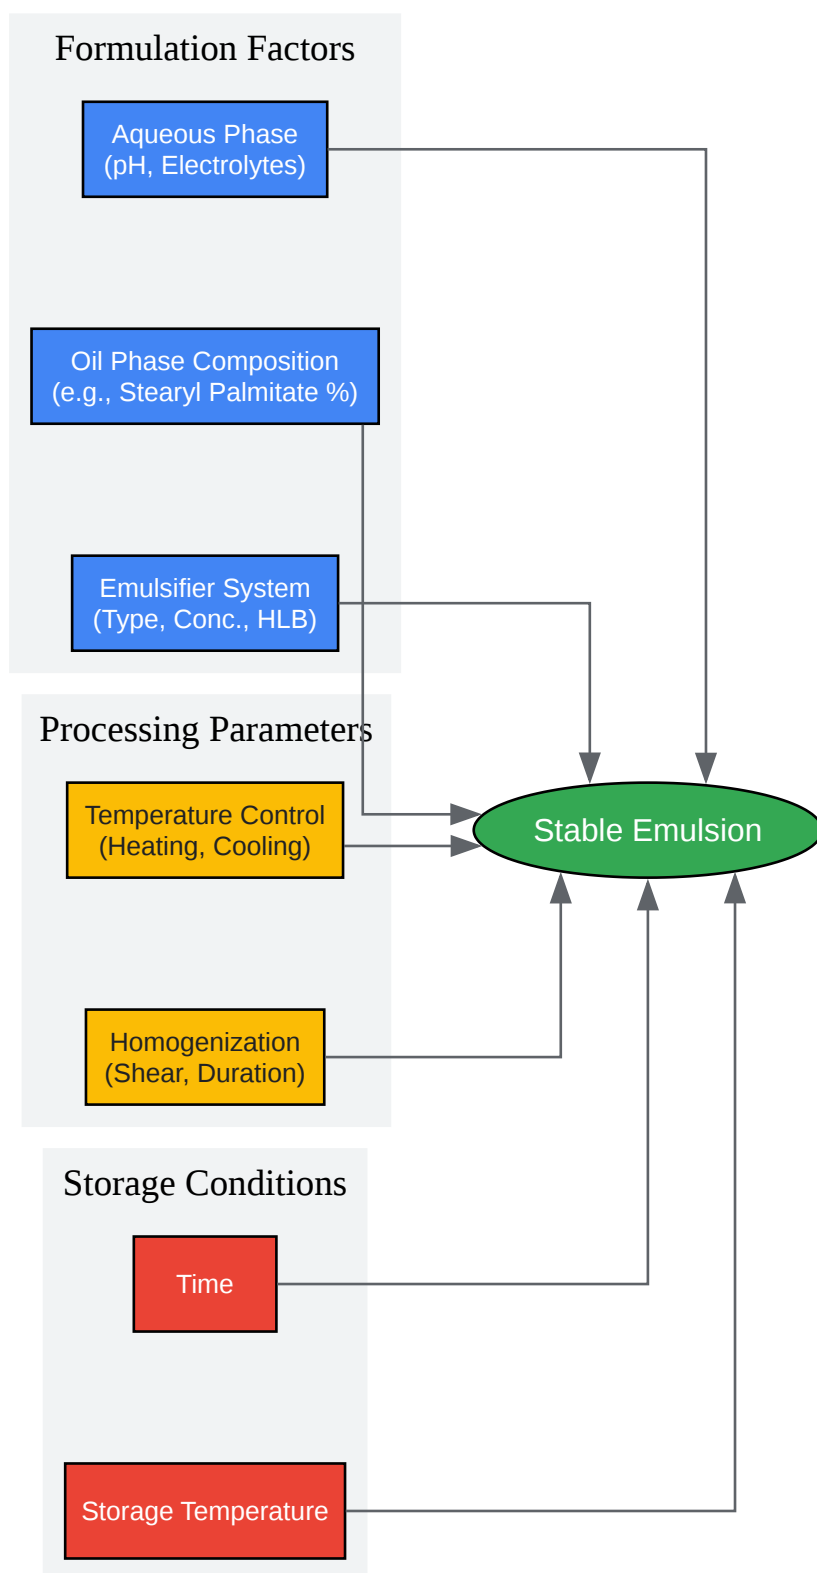 Formulation Factors
Aqueous Phase
(pH, Electrolytes)
Oil Phase Composition
(e.g., Stearyl Palmitate %)
Emulsifier System
(Type, Conc., HLB)
Processing Parameters
Temperature Control
(Heating, Cooling)
Stable Emulsion
Homogenization
(Shear, Duration)
Storage Conditions
Time
Storage Temperature